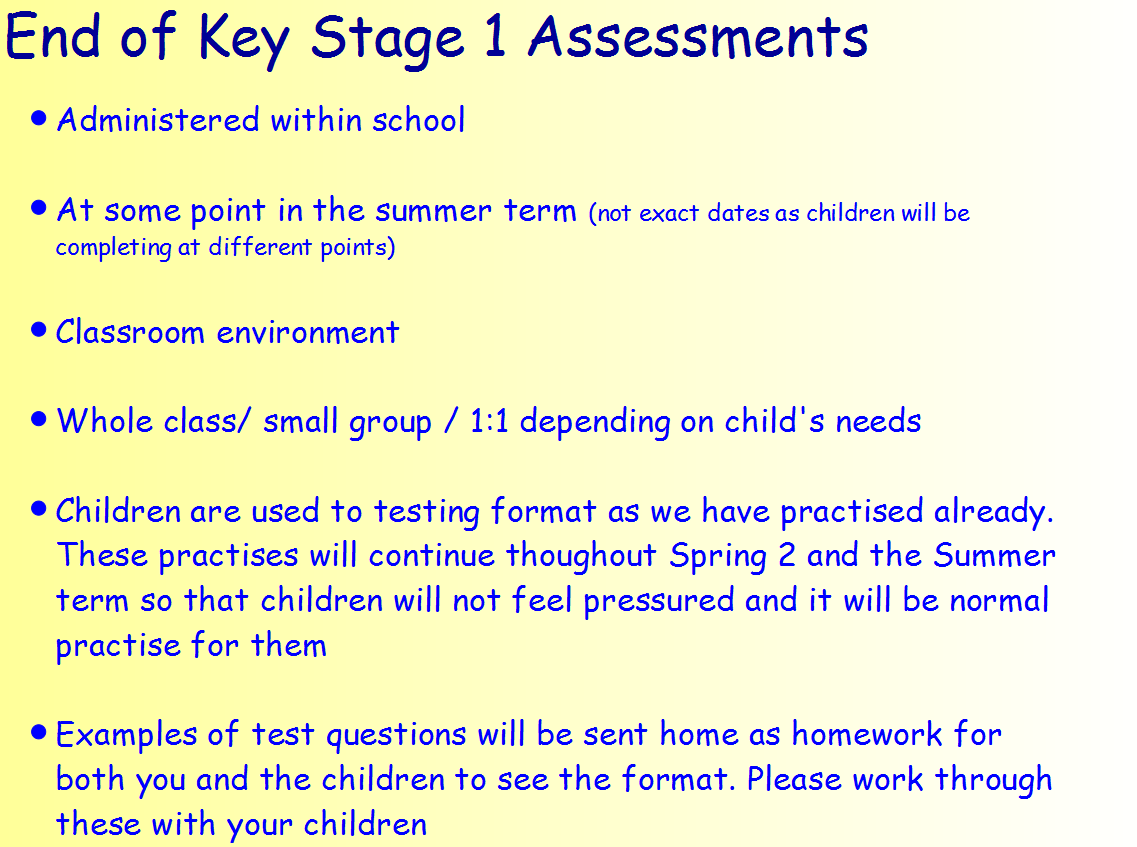 End of Key Stage 1 Assessments
• Administered within school
• At some point in the summer term (not exact dates as children will be
completing at different points)
• Classroom environment
• Whole class/ small group / 1:1 depending on child's needs
• Children are used to testing format as we have practised already.
These practises will continue thoughout Spring 2 and the Summer
term so that children will not feel pressured and it will be normal
practise for them
• Examples of test questions will be sent home as homework for
both you and the children to see the format. Please work through
these with your children